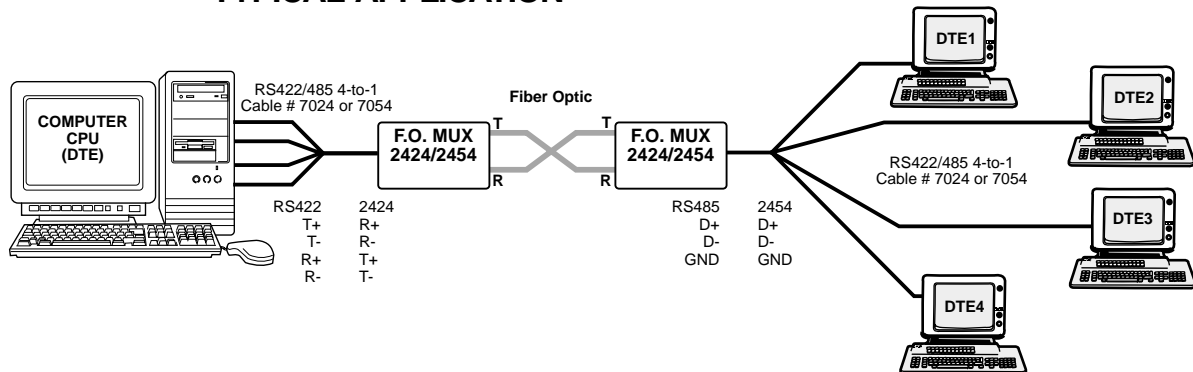 TYPICAL APPLICATION
COMPUTER
CPU
(DTE)
RS422/485 4-to-1
Cable # 7024 or 7054
F.O. MUX
2424/2454
T
R
Fiber Optic
T
R
F.O. MUX
2424/2454
RS422 2424
T+ R+
T- R-
R+ T+
R- T-
RS485 2454
D+ D+
D- D-
GND GND
RS422/485 4-to-1
Cable # 7024 or 7054
DTE1
DTE2
DTE3
DTE4